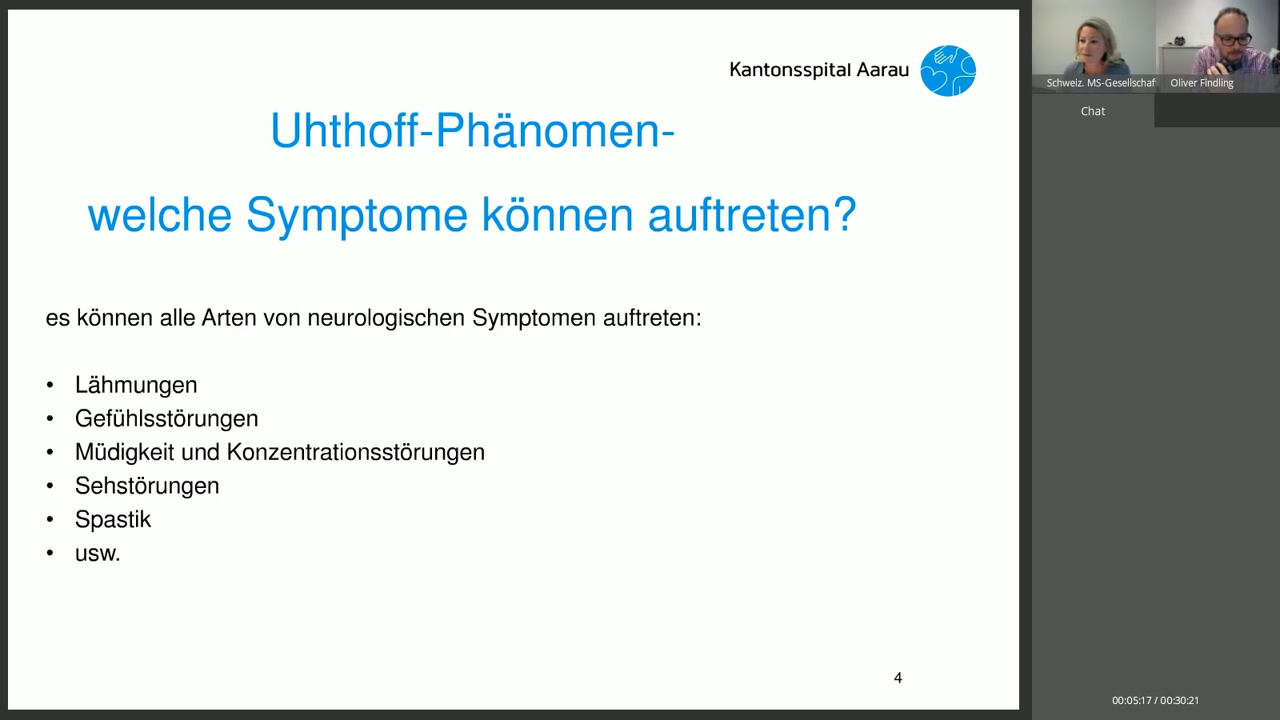 Kantonsspital Aarau
Uhthoff-Phänomen-
welche Symptome können auftreten?
es können alle Arten von neurologischen Symptomen auftreten:
• Lähmungen
• Gefühlsstörungen
• Müdigkeit und Konzentrationsstörungen
• Sehstörungen
• Spastik
• usw.
4
Schweiz. MS-Gesellschaf
Oliver Findling
Chat
00:05:17 / 00:30:21